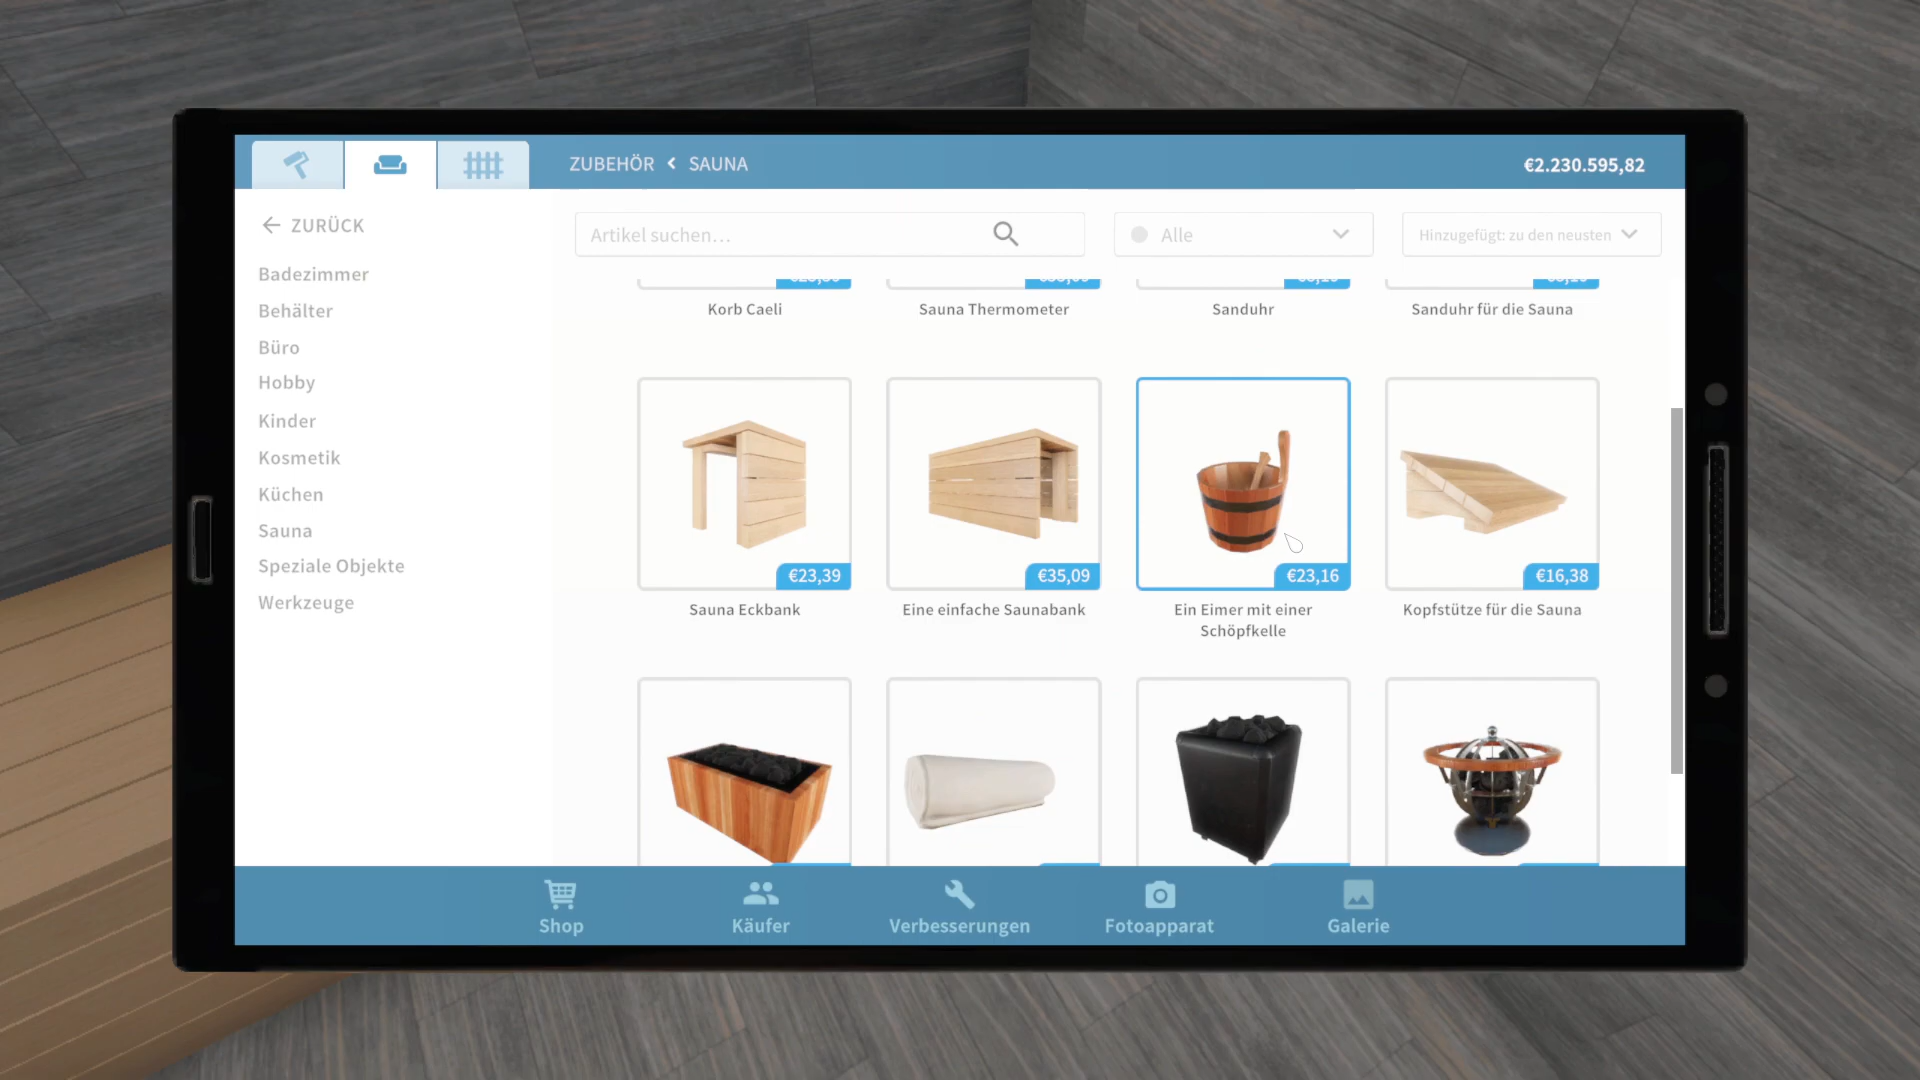 ZUBEHÖR < SAUNA
€2.230.595,82
ZURÜCK
Artikel suchen...
Alle
Hinzugefügt: zu den neusten
Badezimmer
Behälter
Büro
Hobby
Kinder
Kosmetik
Küchen
Sauna
Speziale Objekte
Werkzeuge
Korb Caeli
Sauna Thermometer
Sanduhr
Sanduhr für die Sauna
€23,39
€35,09
€23,16
€16,38
Sauna Eckbank
Eine einfache Saunabank
Ein Eimer mit einer
Schöpfkelle
Kopfstütze für die Sauna
Shop
Käufer
Verbesserungen
Fotoapparat
Galerie